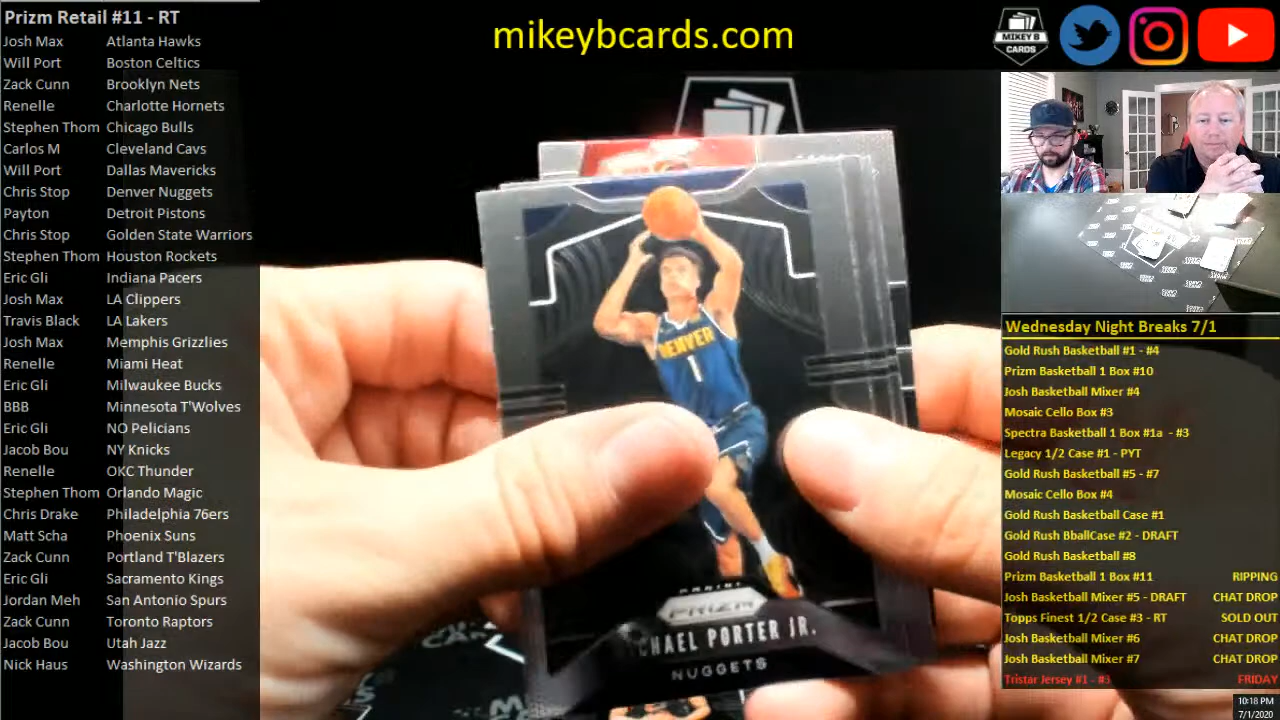 Prizm Retail #11 - RT
Josh Max Atlanta Hawks
Will Port Boston Celtics
Zack Cunn Brooklyn Nets
Renelle Charlotte Hornets
Stephen Thom Chicago Bulls
Carlos M Cleveland Cavs
Will Port Dallas Mavericks
Chris Stop Denver Nuggets
Payton Detroit Pistons
Chris Stop Golden State Warriors
Stephen Thom Houston Rockets
Eric Gli Indiana Pacers
Josh Max LA Clippers
Travis Black LA Lakers
Josh Max Memphis Grizzlies
Renelle Miami Heat
Eric Gli Milwaukee Bucks
BBB Minnesota T'Wolves
Eric Gli NO Pelicians
Jacob Bou NY Knicks
Renelle OKC Thunder
Stephen Thom Orlando Magic
Chris Drake Philadelphia 76ers
Matt Scha Phoenix Suns
Zack Cunn Portland T'Blazers
Eric Gli Sacramento Kings
Jordan Meh San Antonio Spurs
Zack Cunn Toronto Raptors
Jacob Bou Utah Jazz
Nick Haus Washington Wizards
mikeybcards.com
MIKEY B
CARDS
DENVER
1
PANINI
PRIZM
CHAEL PORTER JR.
NUGGETS
Wednesday Night Breaks 7/1
Gold Rush Basketball #1 - #4
Prizm Basketball 1 Box #10
Josh Basketball Mixer #4
Mosaic Cello Box #3
Spectra Basketball 1 Box #1a - #3
Legacy 1/2 Case #1 - PYT
Gold Rush Basketball #5 - #7
Mosaic Cello Box #4
Gold Rush Basketball Case #1
Gold Rush BballCase #2 - DRAFT
Gold Rush Basketball #8
Prizm Basketball 1 Box #11 RIPPING
Josh Basketball Mixer #5 - DRAFT CHAT DROP
Topps Finest 1/2 Case #3 - RT SOLD OUT
Josh Basketball Mixer #6 CHAT DROP
Josh Basketball Mixer #7 CHAT DROP
Tristar Jersey #1 - #3 FRIDAY
10:18 PM
7/1/2020